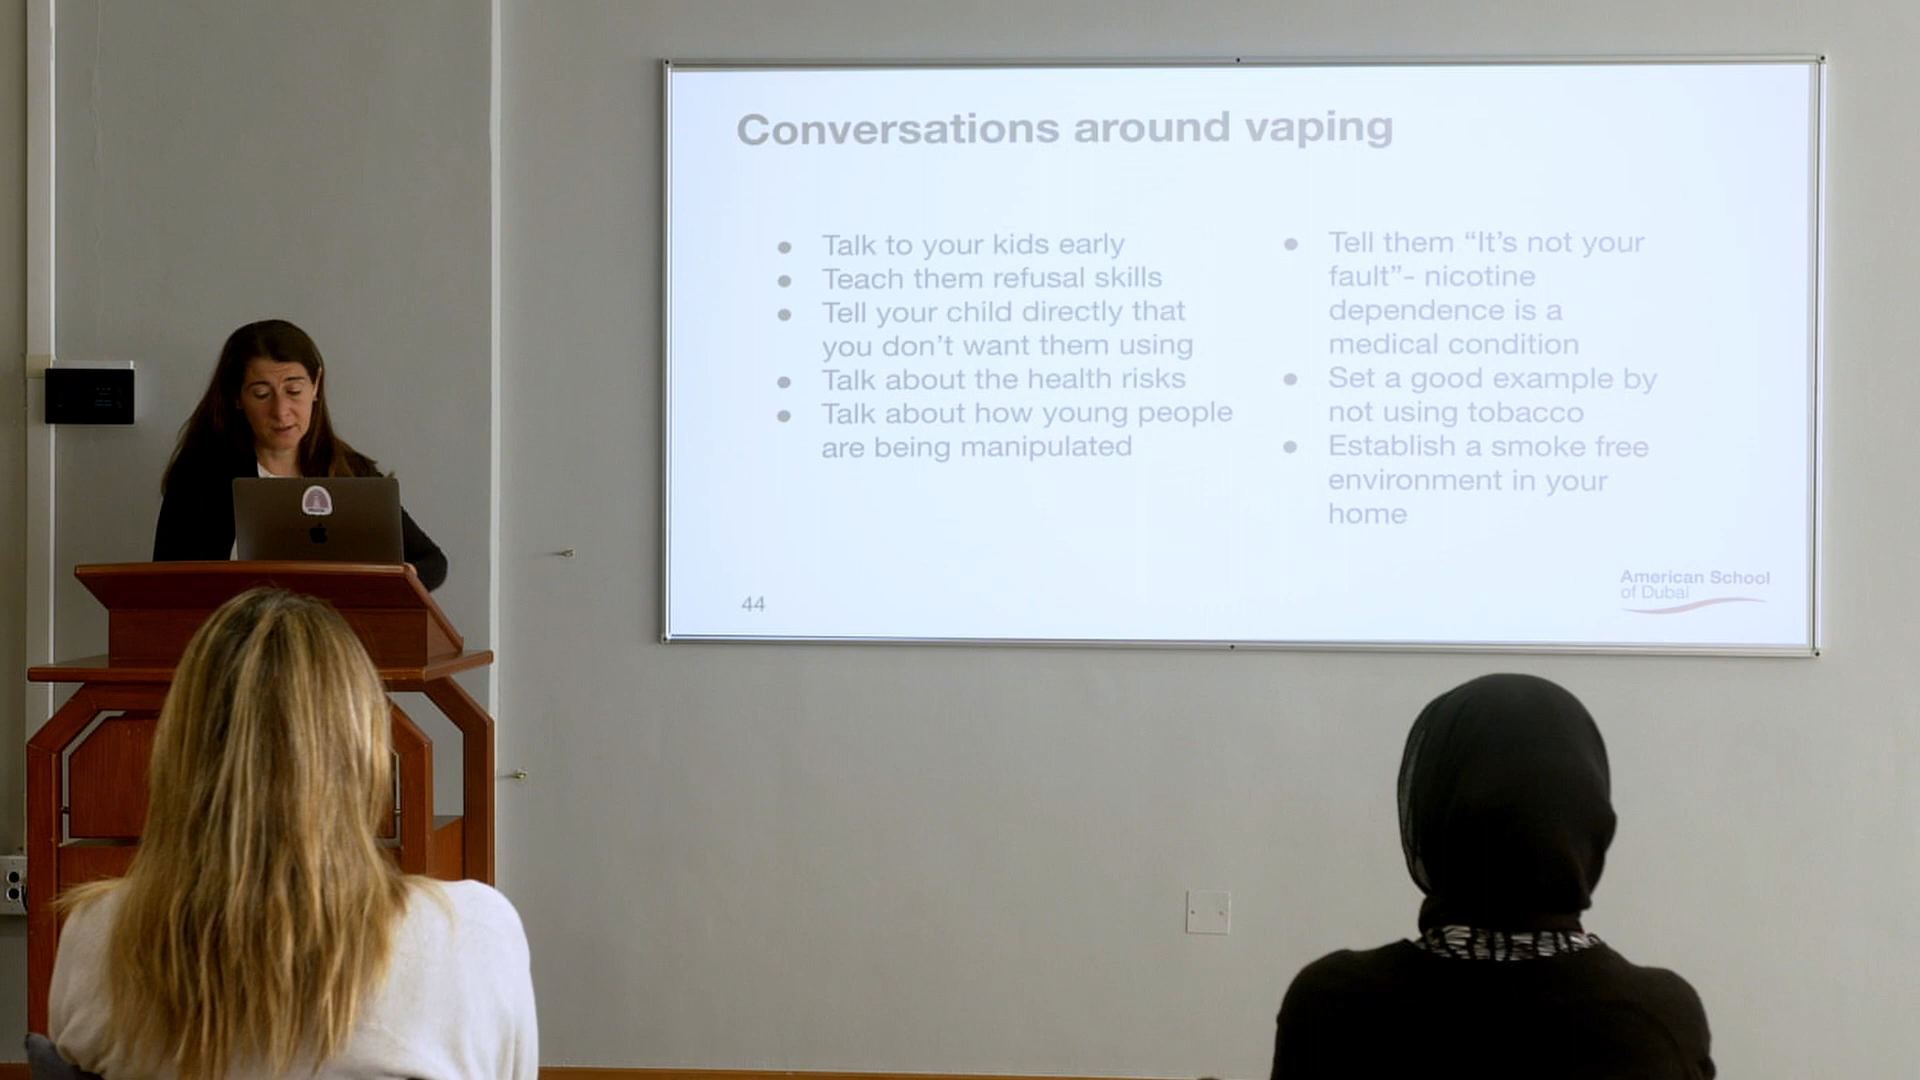 Conversations around vaping
● Talk to your kids early
● Teach them refusal skills
● Tell your child directly that
you don’t want them using
● Talk about the health risks
● Talk about how young people
are being manipulated
● Tell them “It’s not your
fault”- nicotine
dependence is a
medical condition
● Set a good example by
not using tobacco
● Establish a smoke free
environment in your
home
44
American School
of Dubai